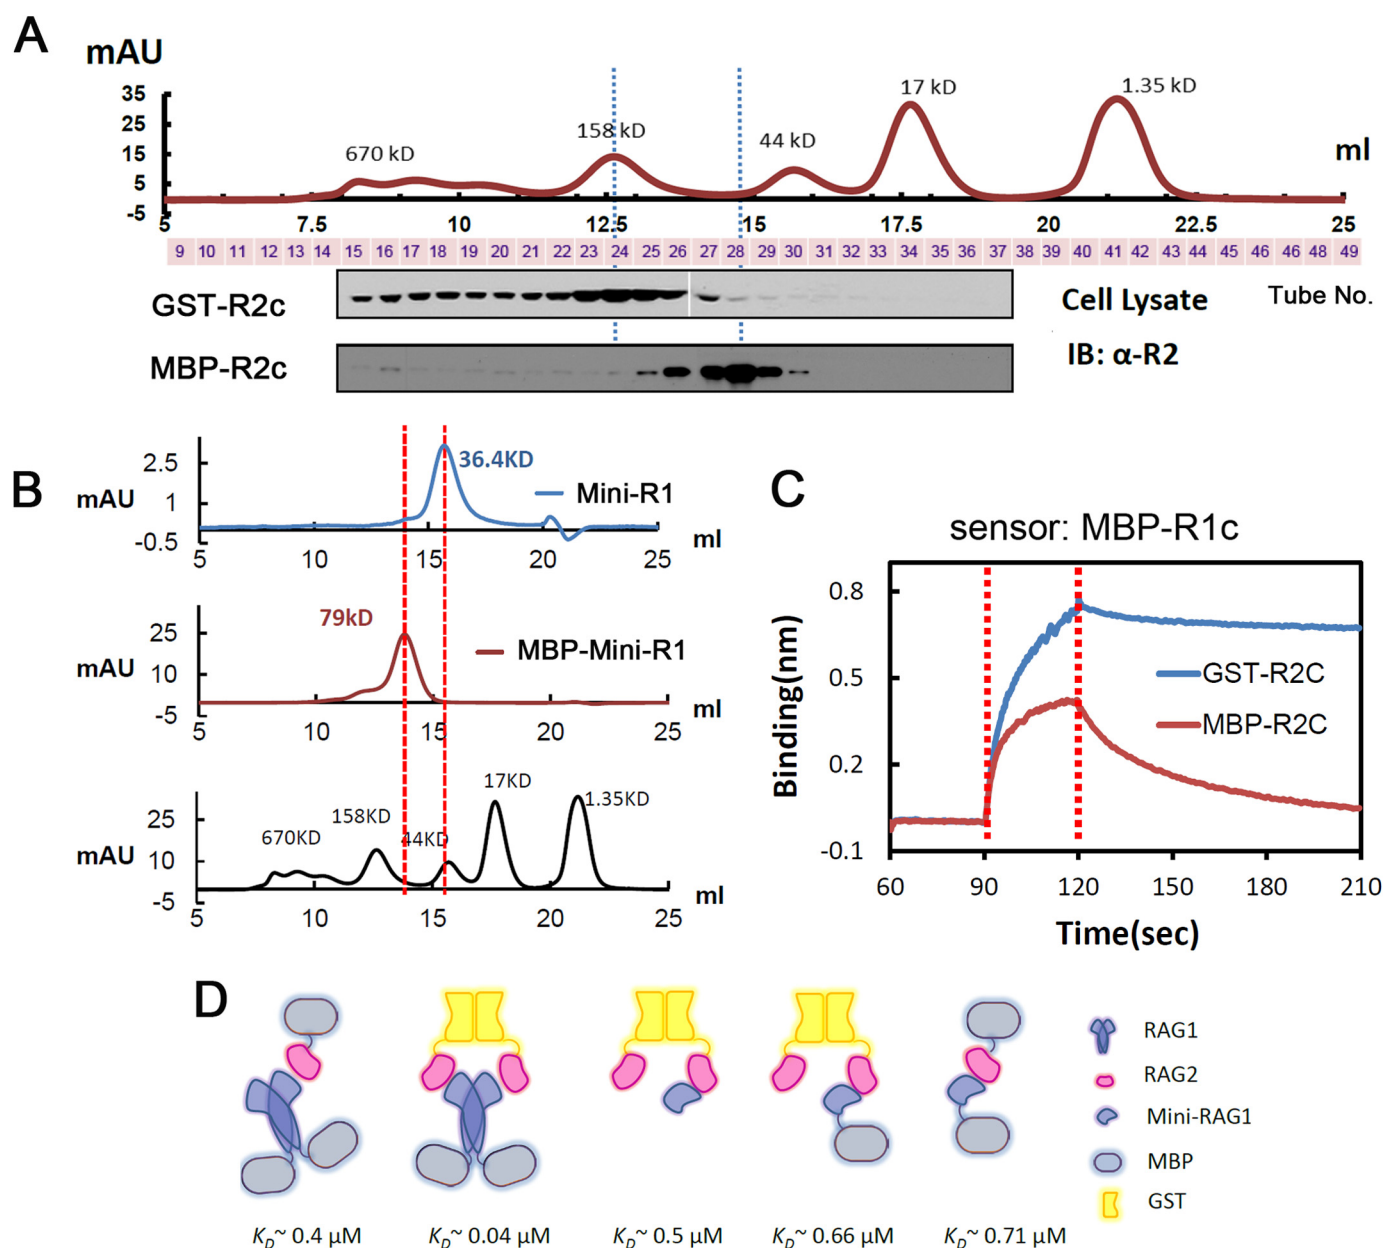 A
mAU
35
25
15
5
-5
670 kD
158 kD
44 kD
17 kD
1.35 kD
ml
5 7.5 10 12.5 15 17.5 20 22.5 25
9 10 11 12 13 14 15 16 17 18 19 20 21 22 23 24 25 26 27 28 29 30 31 32 33 34 35 36 37 38 39 40 41 42 43 44 45 46 46 48 49
GST-R2c
Cell Lysate
Tube No.
MBP-R2c
IB: α-R2
B
mAU
2.5
1
-0.5
36.4KD
Mini-R1
5 10 15 20 25
ml
79kD
mAU
25
10
-5
MBP-Mini-R1
5 10 15 20 25
ml
mAU
25
10
-5
670KD
158KD
44KD
17KD
1.35KD
5 10 15 20 25
ml
C
sensor: MBP-R1c
Binding(nm)
0.8
0.5
0.2
-0.1
GST-R2C
MBP-R2C
60 90 120 150 180 210
Time(sec)
D
RAG1
RAG2
Mini-RAG1
MBP
GST
KD~ 0.4 μM
KD~ 0.04 μM
KD~ 0.5 μM
KD~ 0.66 μM
KD~ 0.71 μM